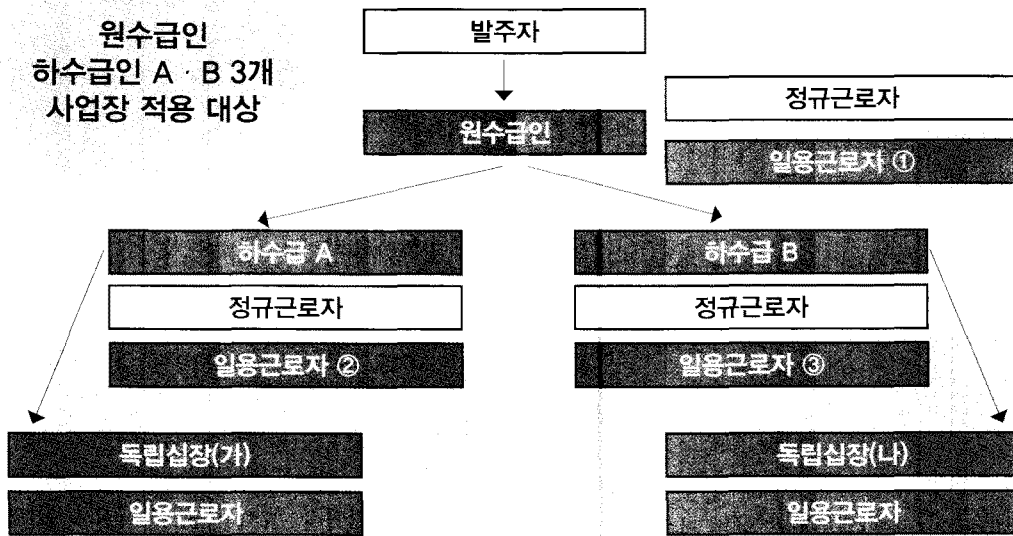 원수급인
하수급인 A · B 3개
사업장 적용 대상
발주자
원수급인
정규근로자
일용근로자 ①
하수급 A
정규근로자
일용근로자 ②
하수급 B
정규근로자
일용근로자 ③
독립십장(가)
일용근로자
독립십장(나)
일용근로자